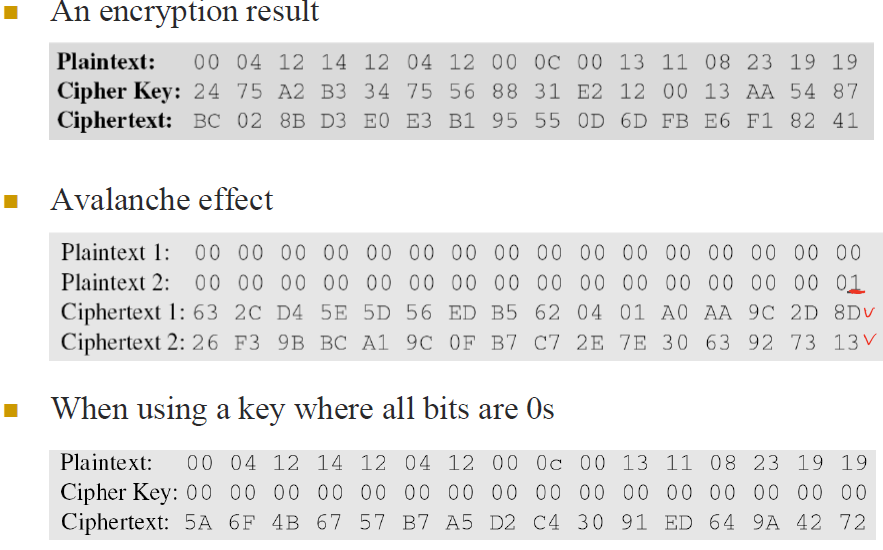 An encryption result
Plaintext: 00 04 12 14 12 04 12 00 0C 00 13 11 08 23 19 19
Cipher Key: 24 75 A2 B3 34 75 56 88 31 E2 12 00 13 AA 54 87
Ciphertext: BC 02 8B D3 E0 E3 B1 95 55 0D 6D FB E6 F1 82 41
Avalanche effect
Plaintext 1: 00 00 00 00 00 00 00 00 00 00 00 00 00 00 00 00
Plaintext 2: 00 00 00 00 00 00 00 00 00 00 00 00 00 00 00 01
Ciphertext 1: 63 2C D4 5E 5D 56 ED B5 62 04 01 A0 AA 9C 2D 8D
Ciphertext 2: 26 F3 9B BC A1 9C 0F B7 C7 2E 7E 30 63 92 73 13
When using a key where all bits are 0s
Plaintext: 00 04 12 14 12 04 12 00 0c 00 13 11 08 23 19 19
Cipher Key: 00 00 00 00 00 00 00 00 00 00 00 00 00 00 00 00
Ciphertext: 5A 6F 4B 67 57 B7 A5 D2 C4 30 91 ED 64 9A 42 72